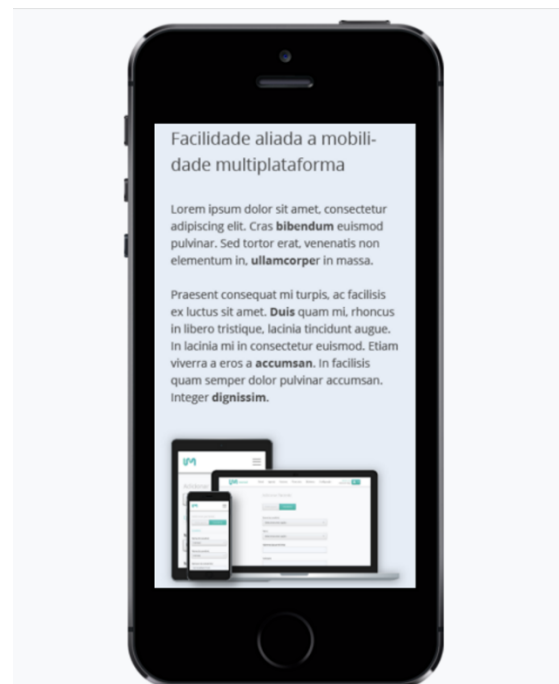 Facilidade aliada a mobili-
dade multiplataforma
Lorem ipsum dolor sit amet, consectetur
adipiscing elit. Cras bibendum euismod
pulvinar. Sed tortor erat, venenatis non
elementum in, ullamcorper in massa.
Praesent consequat mi turpis, ac facilisis
ex luctus sit amet. Duis quam mi, rhoncus
in libero tristique, lacinia tincidunt augue.
In lacinia mi in consectetur euismod. Etiam
viverra a eros a accumsan. In facilisis
quam semper dolor pulvinar accumsan.
Integer dignissim.